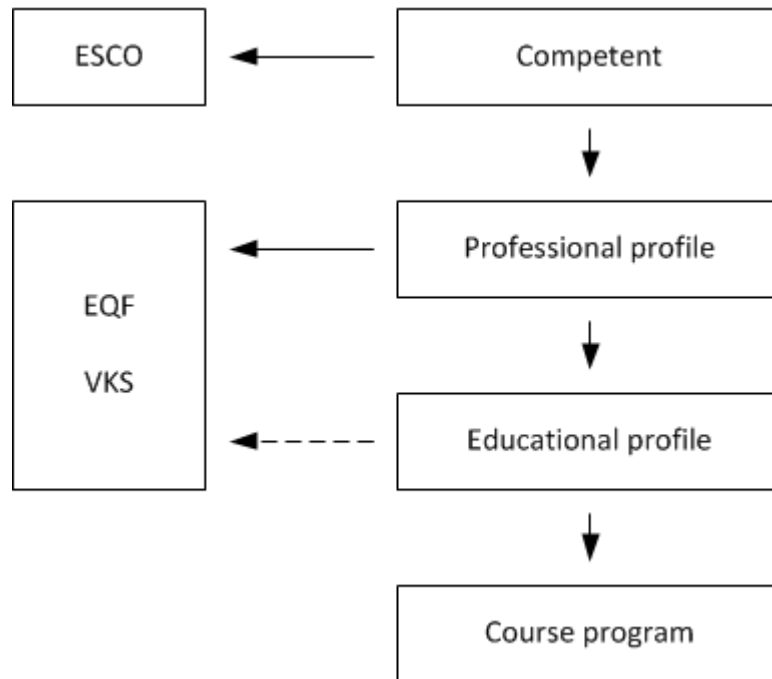 ESCO
Competent
Professional profile
EQF
VKS
Educational profile
Course program